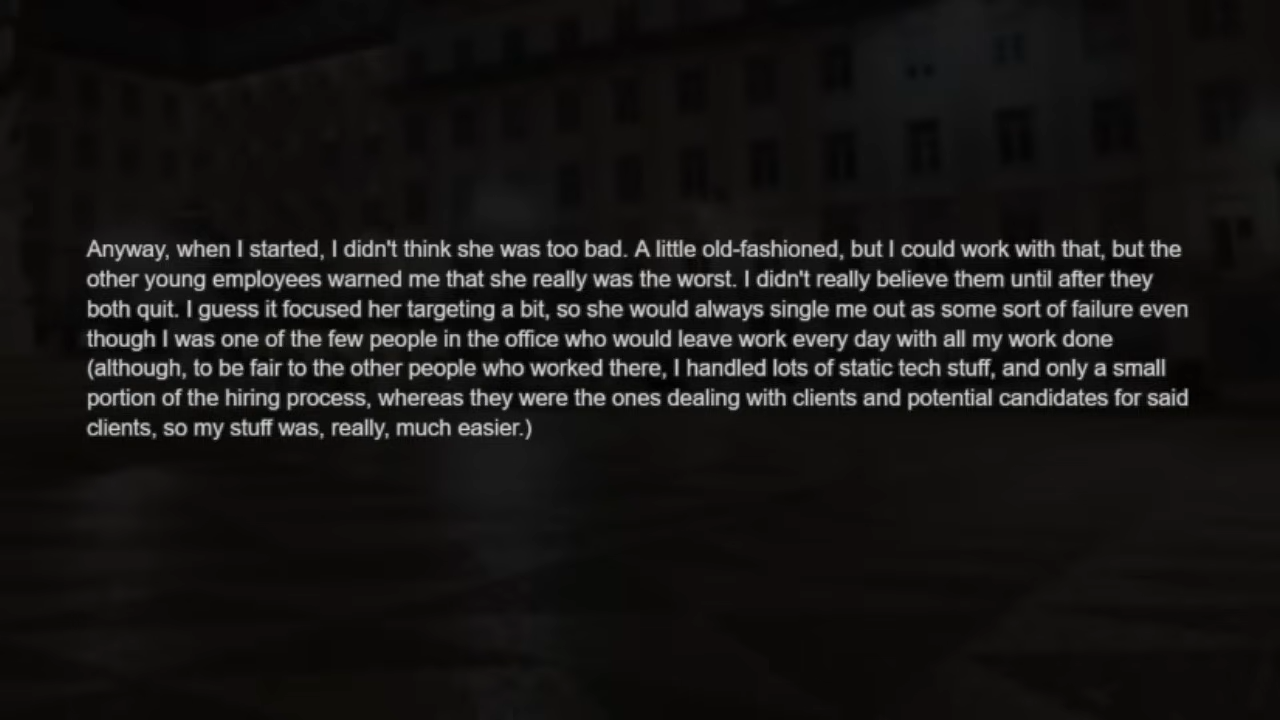 Anyway, when I started, I didn't think she was too bad. A little old-fashioned, but I could work with that, but the
other young employees warned me that she really was the worst. I didn't really believe them until after they
both quit. I guess it focused her targeting a bit, so she would always single me out as some sort of failure even
though I was one of the few people in the office who would leave work every day with all my work done
(although, to be fair to the other people who worked there, I handled lots of static tech stuff, and only a small
portion of the hiring process, whereas they were the ones dealing with clients and potential candidates for said
clients, so my stuff was, really, much easier.)